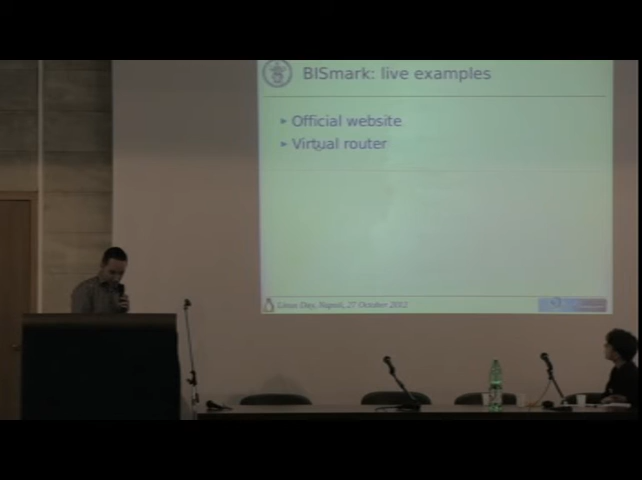 BISmark: live examples
▸ Official website
▸ Virtual router
Linux Day, Napoli, 27 October 2012